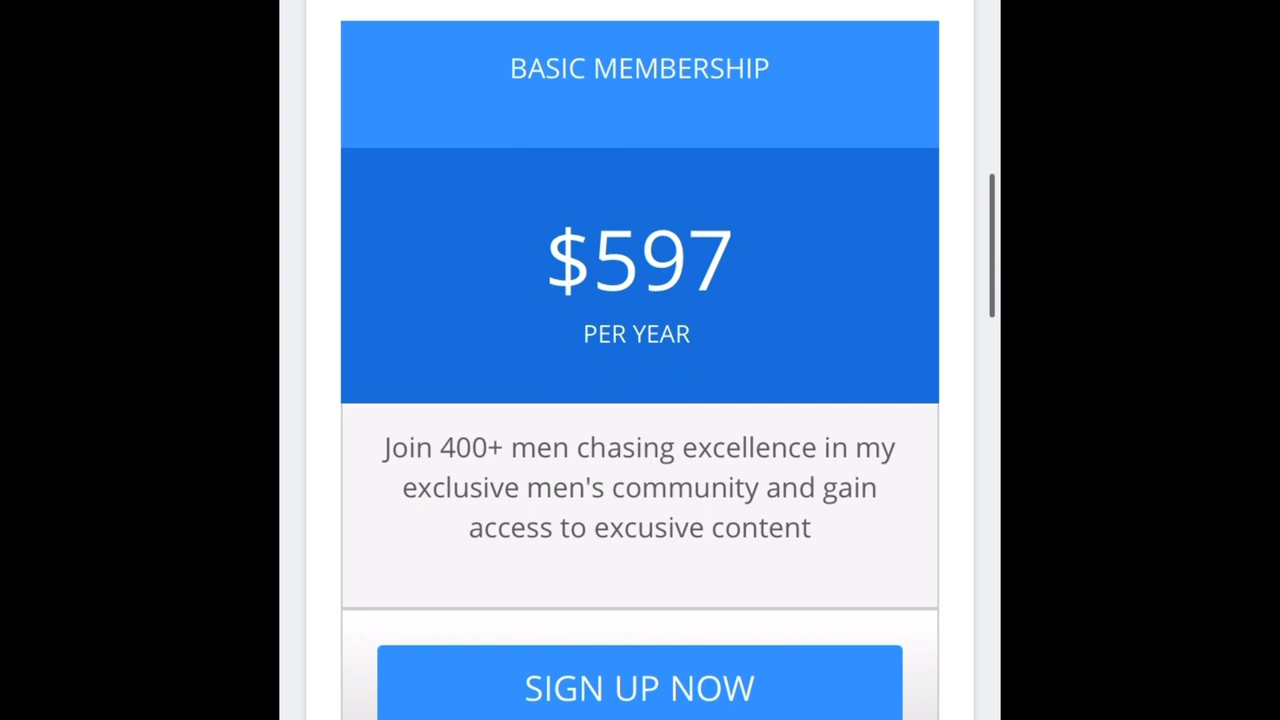 BASIC MEMBERSHIP
$597
PER YEAR
Join 400+ men chasing excellence in my
exclusive men's community and gain
access to excusive content
SIGN UP NOW